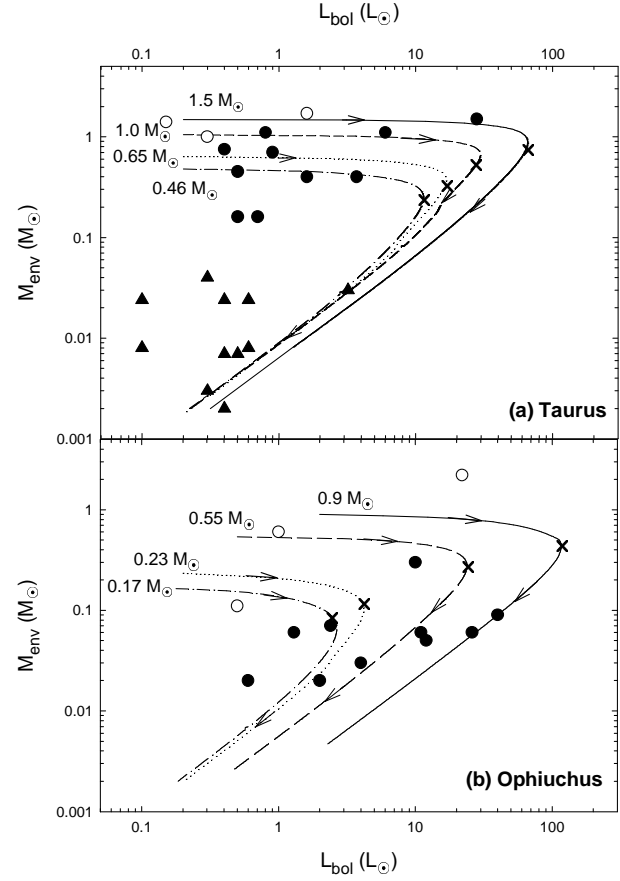 L_bol (L_☉)
0.1 1 10 100
M_env (M_☉)
1
0.1
0.01
0.001
1.5 M_☉
1.0 M_☉
0.65 M_☉
0.46 M_☉
(a) Taurus
M_env (M_☉)
1
0.1
0.01
0.001
0.9 M_☉
0.55 M_☉
0.23 M_☉
0.17 M_☉
(b) Ophiuchus
0.1 1 10 100
L_bol (L_☉)